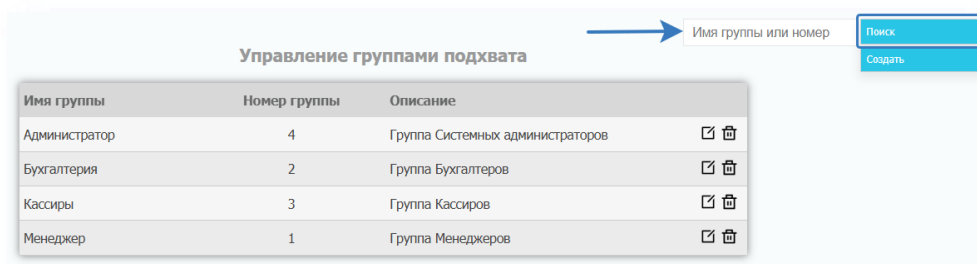 Имя группы или номер
Поиск
Создать
Управление группами подхвата
Имя группы Номер группы Описание
Администратор 4 Группа Системных администраторов
Бухгалтерия 2 Группа Бухгалтеров
Кассиры 3 Группа Кассиров
Менеджер 1 Группа Менеджеров